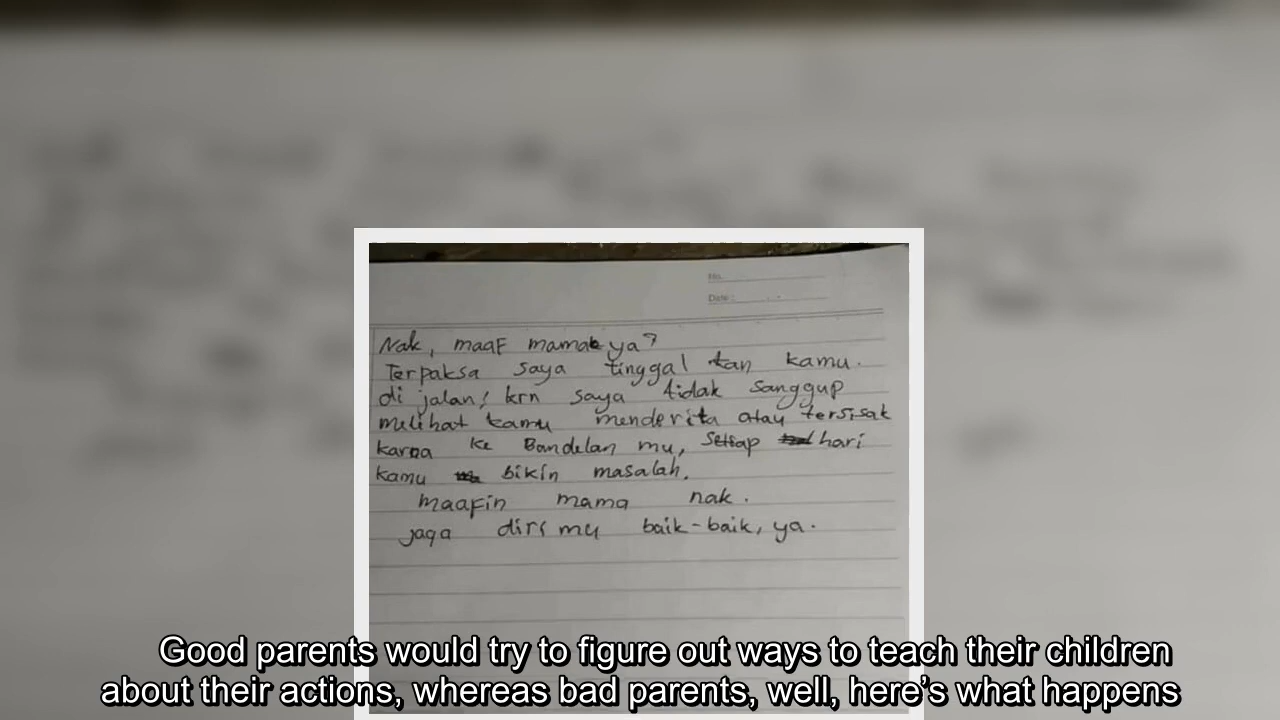 No.
Date :
Nak, maaf mamak ya?
Terpaksa saya tinggal tan kamu.
di jalan, krn saya tidak sanggup
melihat kamu menderita atau tersisak
karna ke Bandelan mu, Setiap hari
kamu bikin masalah.
maafin mama nak.
jaga diri mu baik-baik, ya.
Good parents would try to figure out ways to teach their children
about their actions, whereas bad parents, well, here's what happens